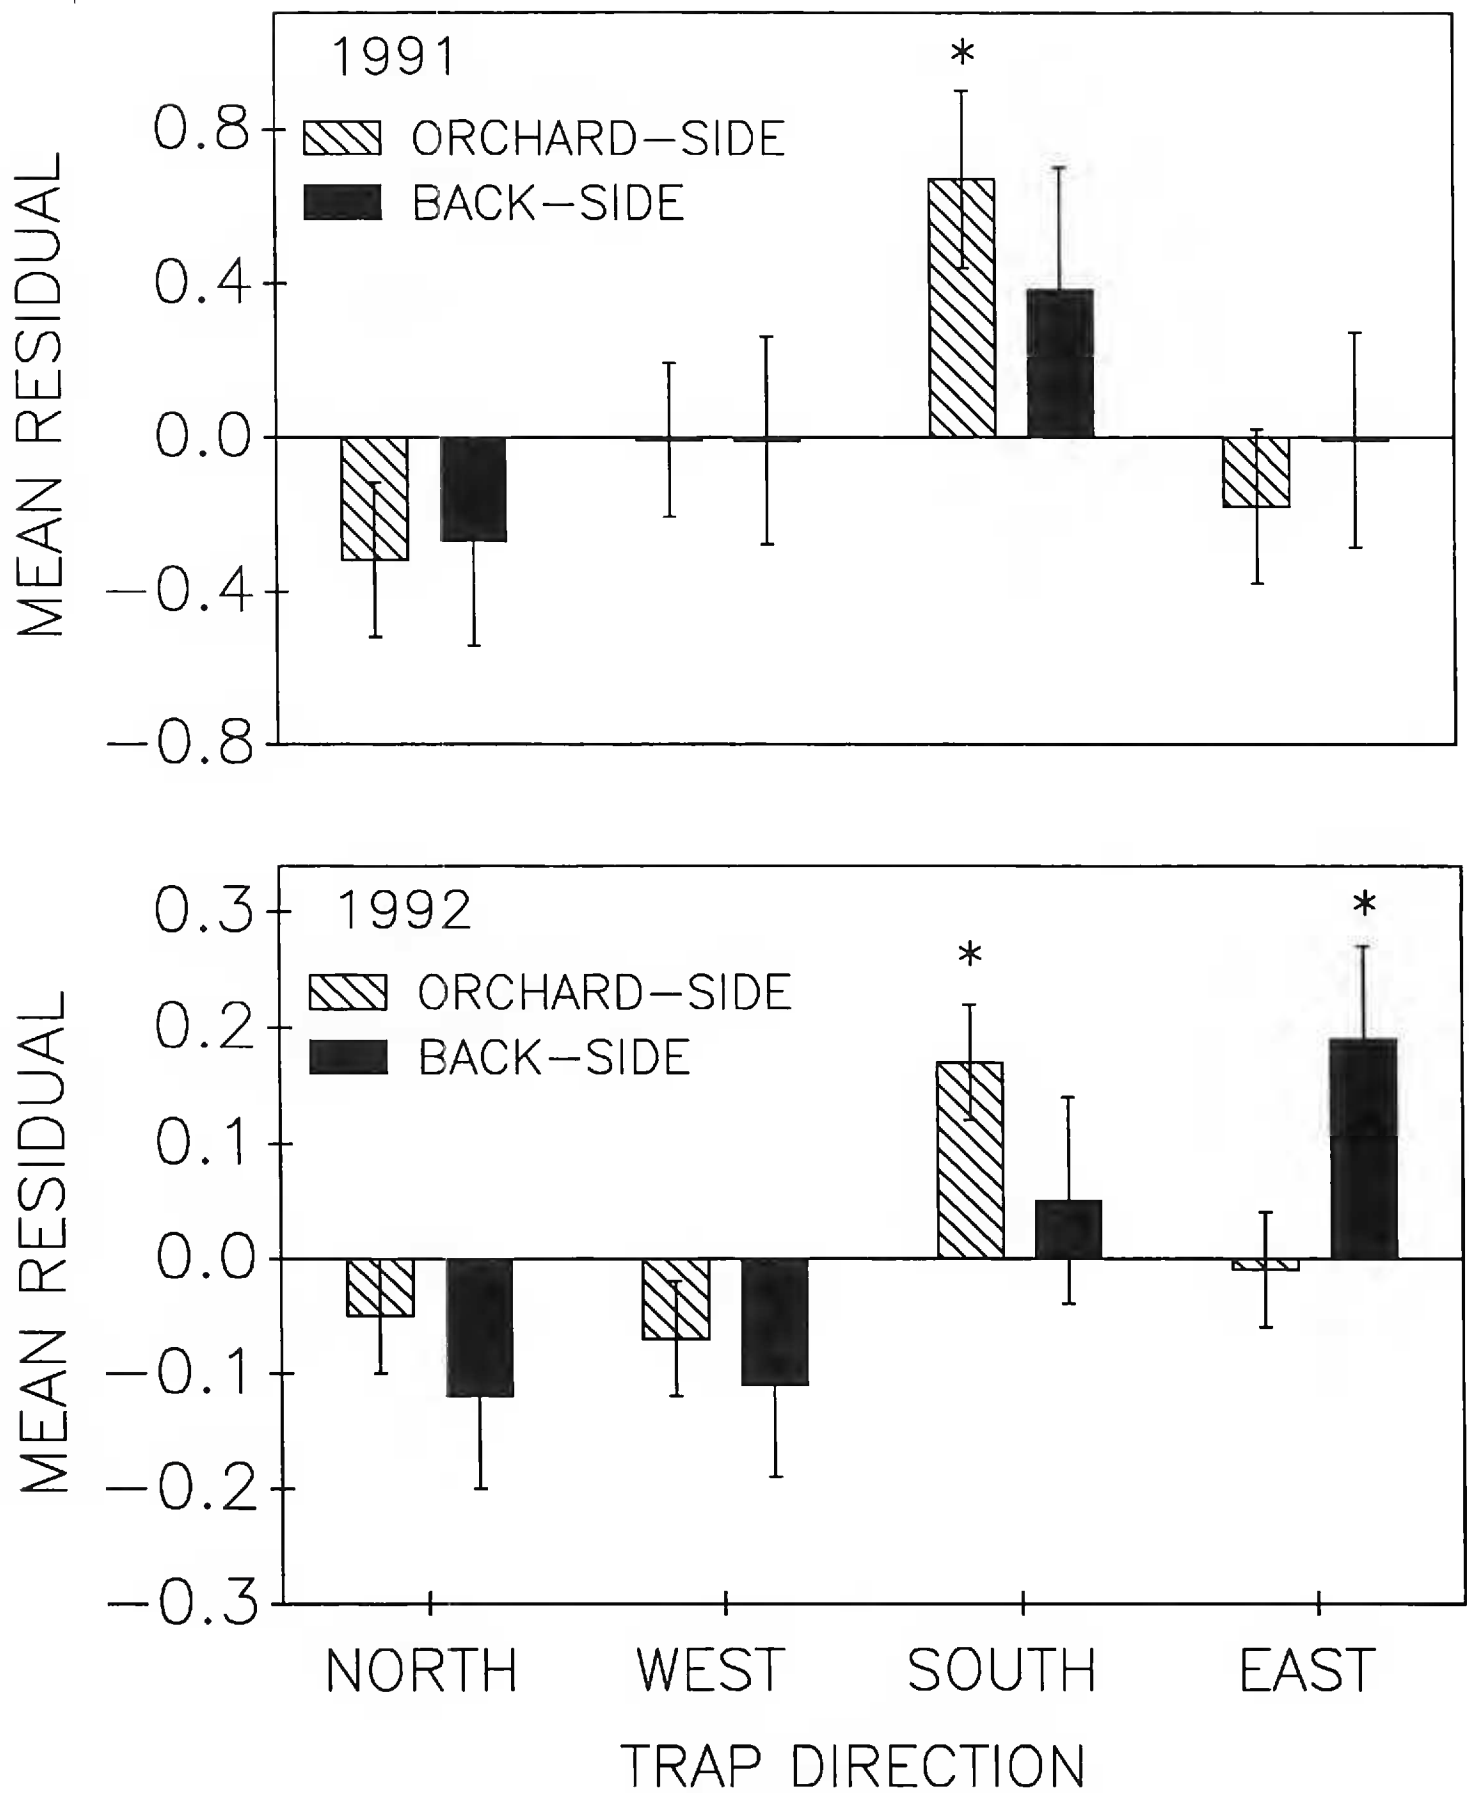 1991
ORCHARD-SIDE
BACK-SIDE
MEAN RESIDUAL
0.8
0.4
0.0
-0.4
-0.8
*
1992
ORCHARD-SIDE
BACK-SIDE
MEAN RESIDUAL
0.3
0.2
0.1
0.0
-0.1
-0.2
-0.3
*
*
NORTH WEST SOUTH EAST
TRAP DIRECTION